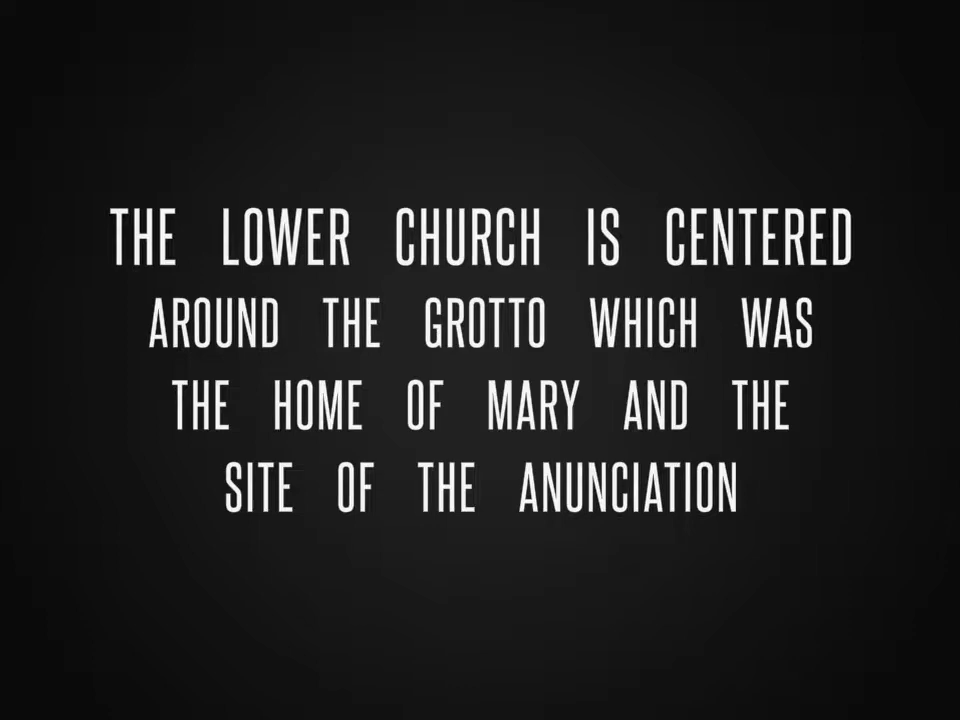 THE LOWER CHURCH IS CENTERED
AROUND THE GROTTO WHICH WAS
THE HOME OF MARY AND THE
SITE OF THE ANUNCIATION